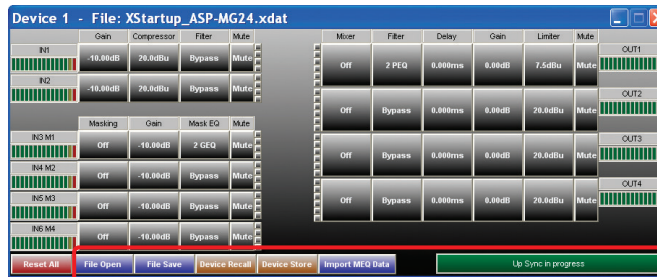 Device 1 - File: XStartup_ASP-MG24.xdat
Gain Compressor Filter Mute Mixer Filter Delay Gain Limiter Mute
IN1 -10.00dB 20.0dBu Bypass Mute Off 2 PEQ 0.000ms 0.00dB 7.5dBu Mute OUT1
IN2 -10.00dB 20.0dBu Bypass Mute Off Bypass 0.000ms 0.00dB 20.0dBu Mute OUT2
Masking Gain Mask EQ Mute
IN3 M1 Off -10.00dB 2 GEQ Mute Off Bypass 0.000ms 0.00dB 20.0dBu Mute OUT3
IN4 M2 Off -10.00dB Bypass Mute Off Bypass 0.000ms 0.00dB 20.0dBu Mute OUT4
IN5 M3 Off -10.00dB Bypass Mute
IN6 M4 Off -10.00dB Bypass Mute
Reset All File Open File Save Device Recall Device Store Import MEQ Data Up Sync in progress